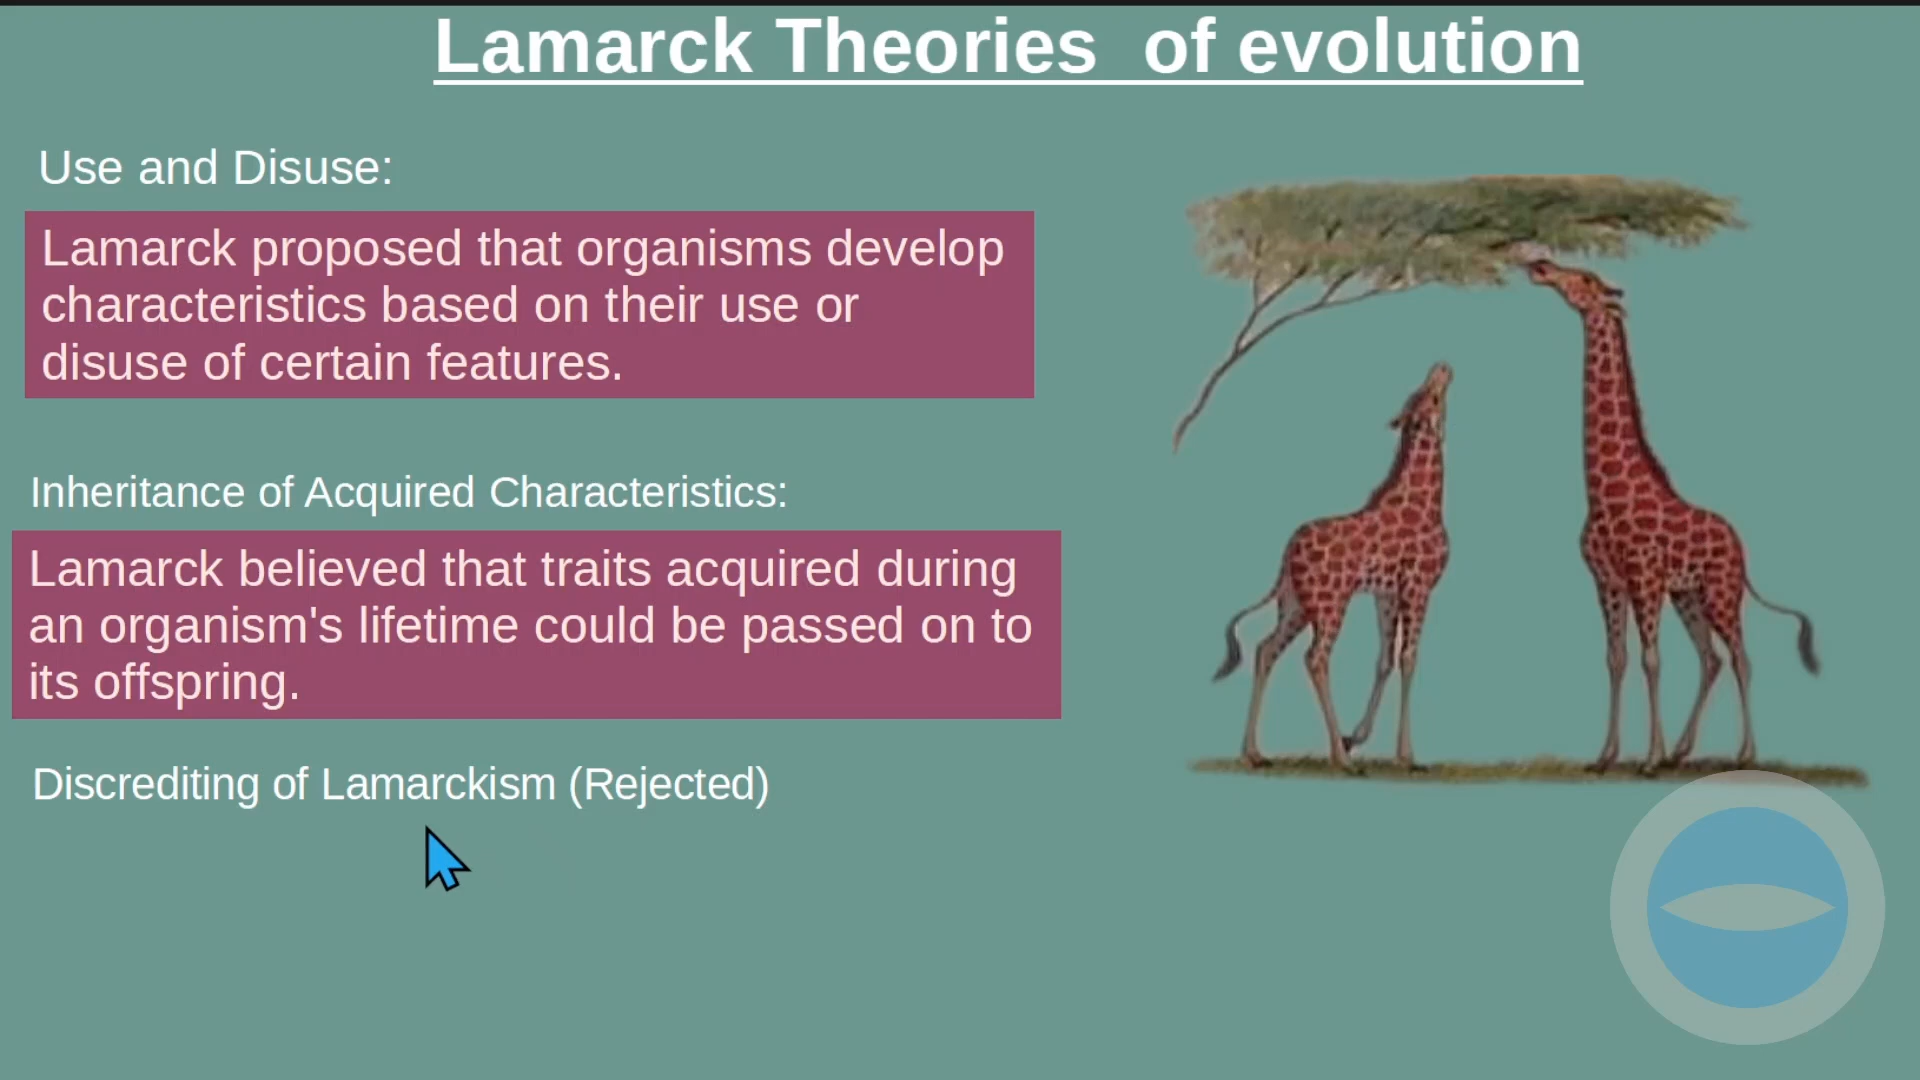 Lamarck Theories  of evolution
Use and Disuse:
Lamarck proposed that organisms develop
characteristics based on their use or
disuse of certain features.
Inheritance of Acquired Characteristics:
Lamarck believed that traits acquired during
an organism's lifetime could be passed on to
its offspring.
Discrediting of Lamarckism (Rejected)